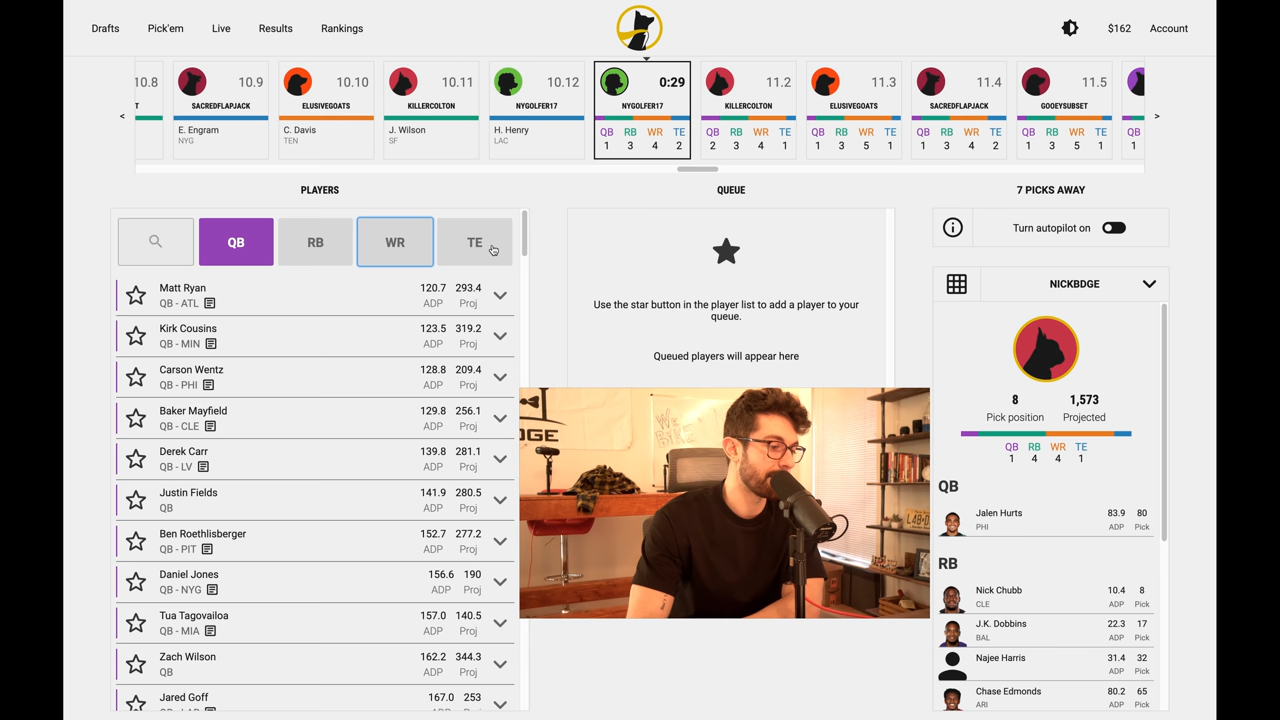 Drafts Pick'em Live Results Rankings $162 Account
10.8 10.9 10.10 10.11 10.12 0:29 11.2 11.3 11.4 11.5
T SACREDFLAPJACK ELUSIVEGOATS KILLERCOLTON NYGOLFER17 NYGOLFER17 KILLERCOLTON ELUSIVEGOATS SACREDFLAPJACK GOOEYSUBSET
E. Engram C. Davis J. Wilson H. Henry QB RB WR TE QB RB WR TE QB RB WR TE QB RB WR TE QB RB WR TE QB
NYG TEN SF LAC 1 3 4 2 2 3 4 1 1 3 5 1 1 3 4 2 1 3 5 1 1
< >
PLAYERS QUEUE 7 PICKS AWAY
QB RB WR TE
Turn autopilot on
Matt Ryan 120.7 293.4
QB - ATL ADP Proj
Kirk Cousins 123.5 319.2
QB - MIN ADP Proj
Carson Wentz 128.8 209.4
QB - PHI ADP Proj
Baker Mayfield 129.8 256.1
QB - CLE ADP Proj
Derek Carr 139.8 281.1
QB - LV ADP Proj
Justin Fields 141.9 280.5
QB ADP Proj
Ben Roethlisberger 152.7 277.2
QB - PIT ADP Proj
Daniel Jones 156.6 190
QB - NYG ADP Proj
Tua Tagovailoa 157.0 140.5
QB - MIA ADP Proj
Zach Wilson 162.2 344.3
QB ADP Proj
Jared Goff 167.0 253
Use the star button in the player list to add a player to your
queue.
Queued players will appear here
NICKBDGE
8 1,573
Pick position Projected
QB RB WR TE
1 4 4 1
QB
Jalen Hurts 83.9 80
PHI ADP Pick
RB
Nick Chubb 10.4 8
CLE ADP Pick
J.K. Dobbins 22.3 17
BAL ADP Pick
Najee Harris 31.4 32
ADP Pick
Chase Edmonds 80.2 65
ARI ADP Pick